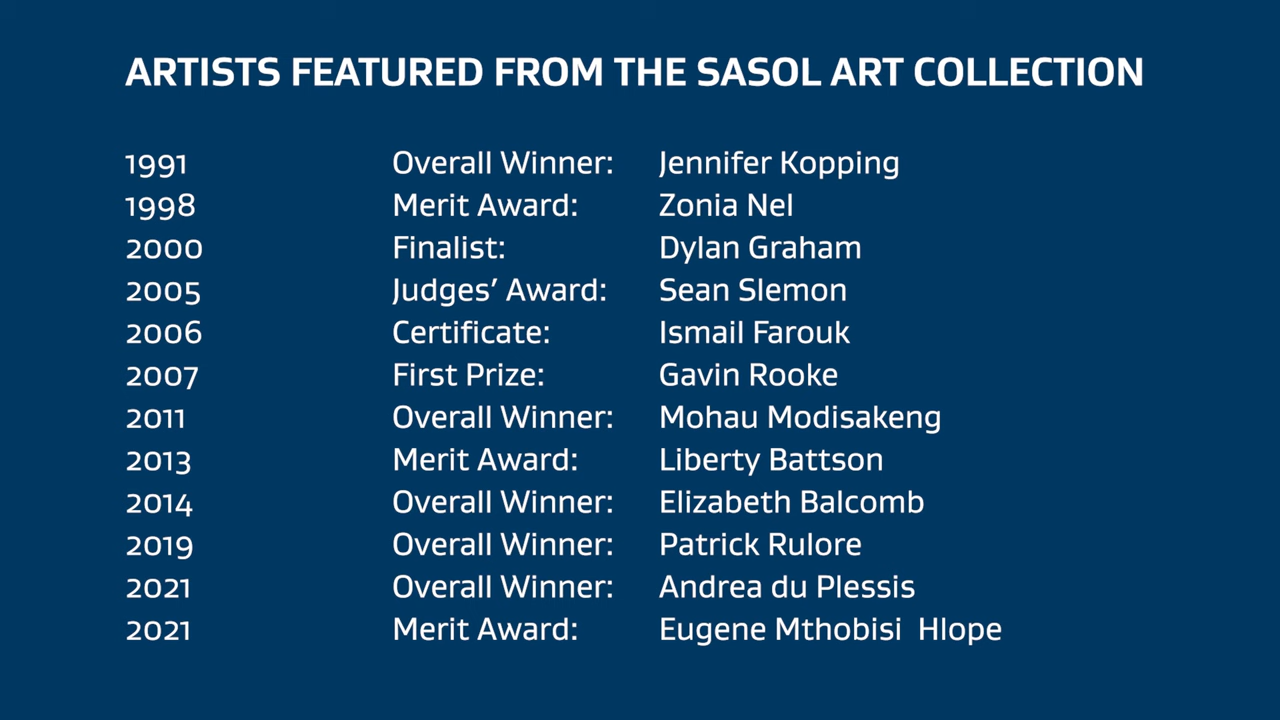 ARTISTS FEATURED FROM THE SASOL ART COLLECTION
1991 Overall Winner: Jennifer Kopping
1998 Merit Award: Zonia Nel
2000 Finalist: Dylan Graham
2005 Judges’ Award: Sean Slemon
2006 Certificate: Ismail Farouk
2007 First Prize: Gavin Rooke
2011 Overall Winner: Mohau Modisakeng
2013 Merit Award: Liberty Battson
2014 Overall Winner: Elizabeth Balcomb
2019 Overall Winner: Patrick Rulore
2021 Overall Winner: Andrea du Plessis
2021 Merit Award: Eugene Mthobisi Hlope